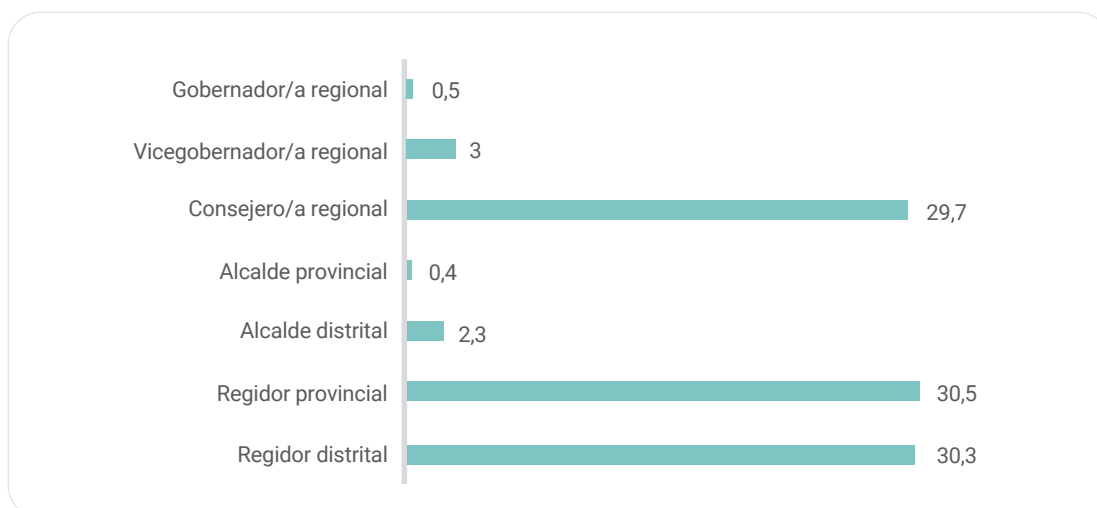 Gobernador/a regional 0,5
Vicegobernador/a regional 3
Consejero/a regional 29,7
Alcalde provincial 0,4
Alcalde distrital 2,3
Regidor provincial 30,5
Regidor distrital 30,3